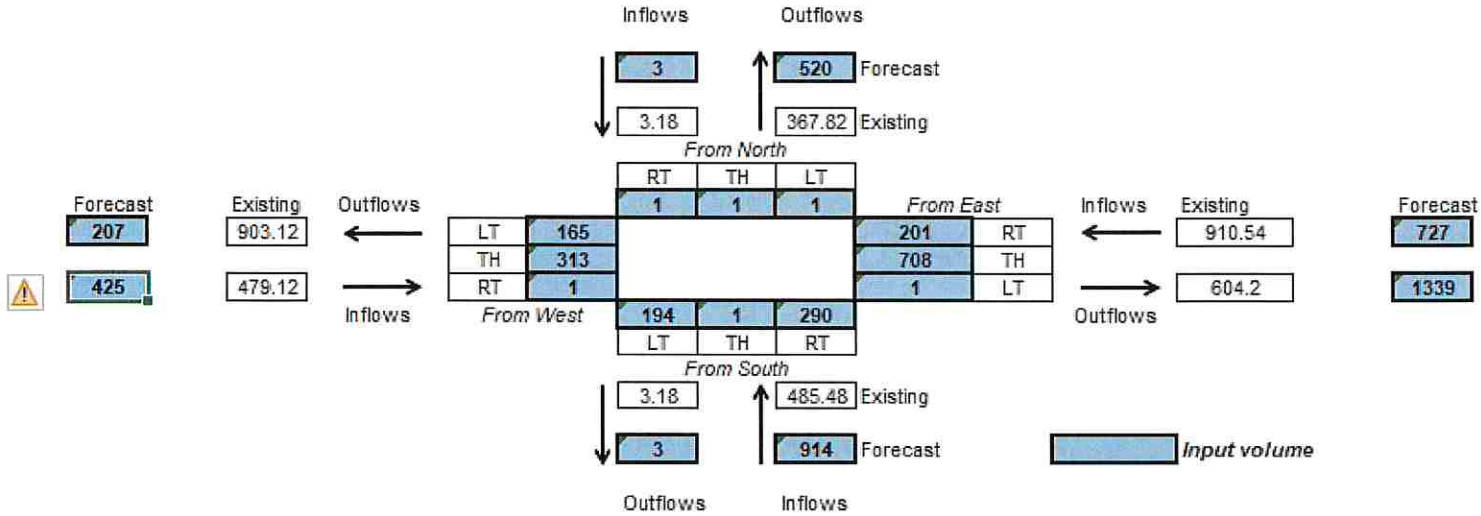 Inflows Outflows
3 520 Forecast
3.18 367.82 Existing
From North
RT TH LT
Forecast Existing Outflows 1 1 1 From East Inflows Existing Forecast
207 903.12 LT 165 201 RT 910.54 727
TH 313 708 TH
425 479.12 RT 1 1 LT 604.2 1339
Inflows From West 194 1 290 Outflows
LT TH RT
From South
3.18 485.48 Existing
3 914 Forecast Input volume
Outflows Inflows